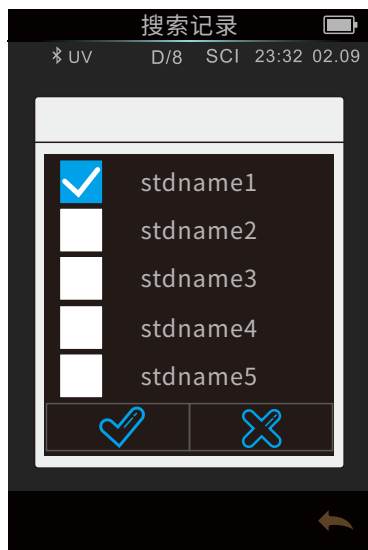 搜索记录
UV D/8 SCI 23:32 02.09
stdname1
stdname2
stdname3
stdname4
stdname5